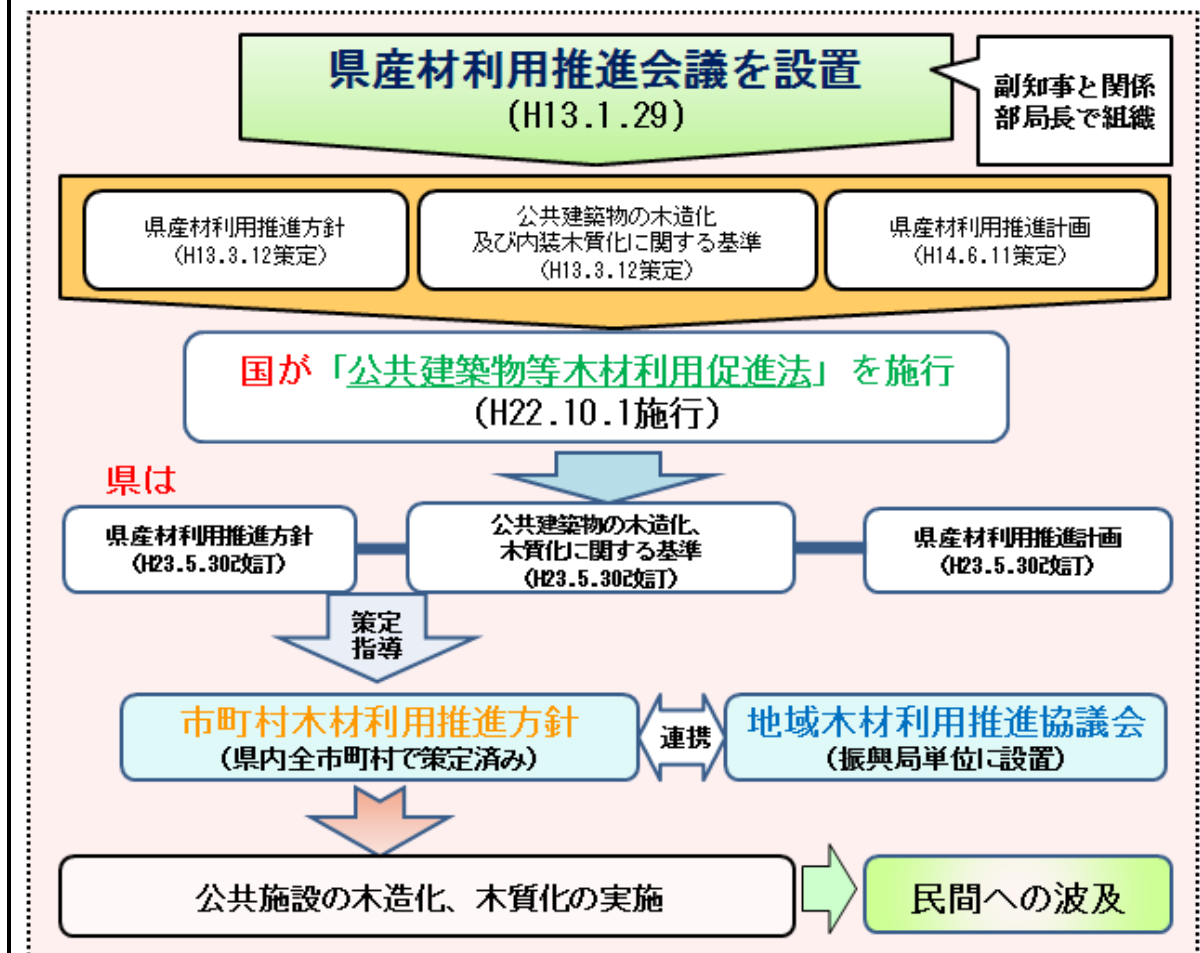 県産材利用推進会議を設置
(H13.1.29)
副知事と関係
部局長で組織
県産材利用推進方針
(H13.3.12策定)
公共建築物の木造化
及び内装木質化に関する基準
(H13.3.12策定)
県産材利用推進計画
(H14.6.11策定)
国が「公共建築物等木材利用促進法」を施行
(H22.10.1施行)
県は
県産材利用推進方針
(H23.5.30改訂)
公共建築物の木造化、
木質化に関する基準
(H23.5.30改訂)
県産材利用推進計画
(H23.5.30改訂)
策定
指導
市町村木材利用推進方針
(県内全市町村で策定済み)
連携
地域木材利用推進協議会
(振興局単位に設置)
公共施設の木造化、木質化の実施
民間への波及